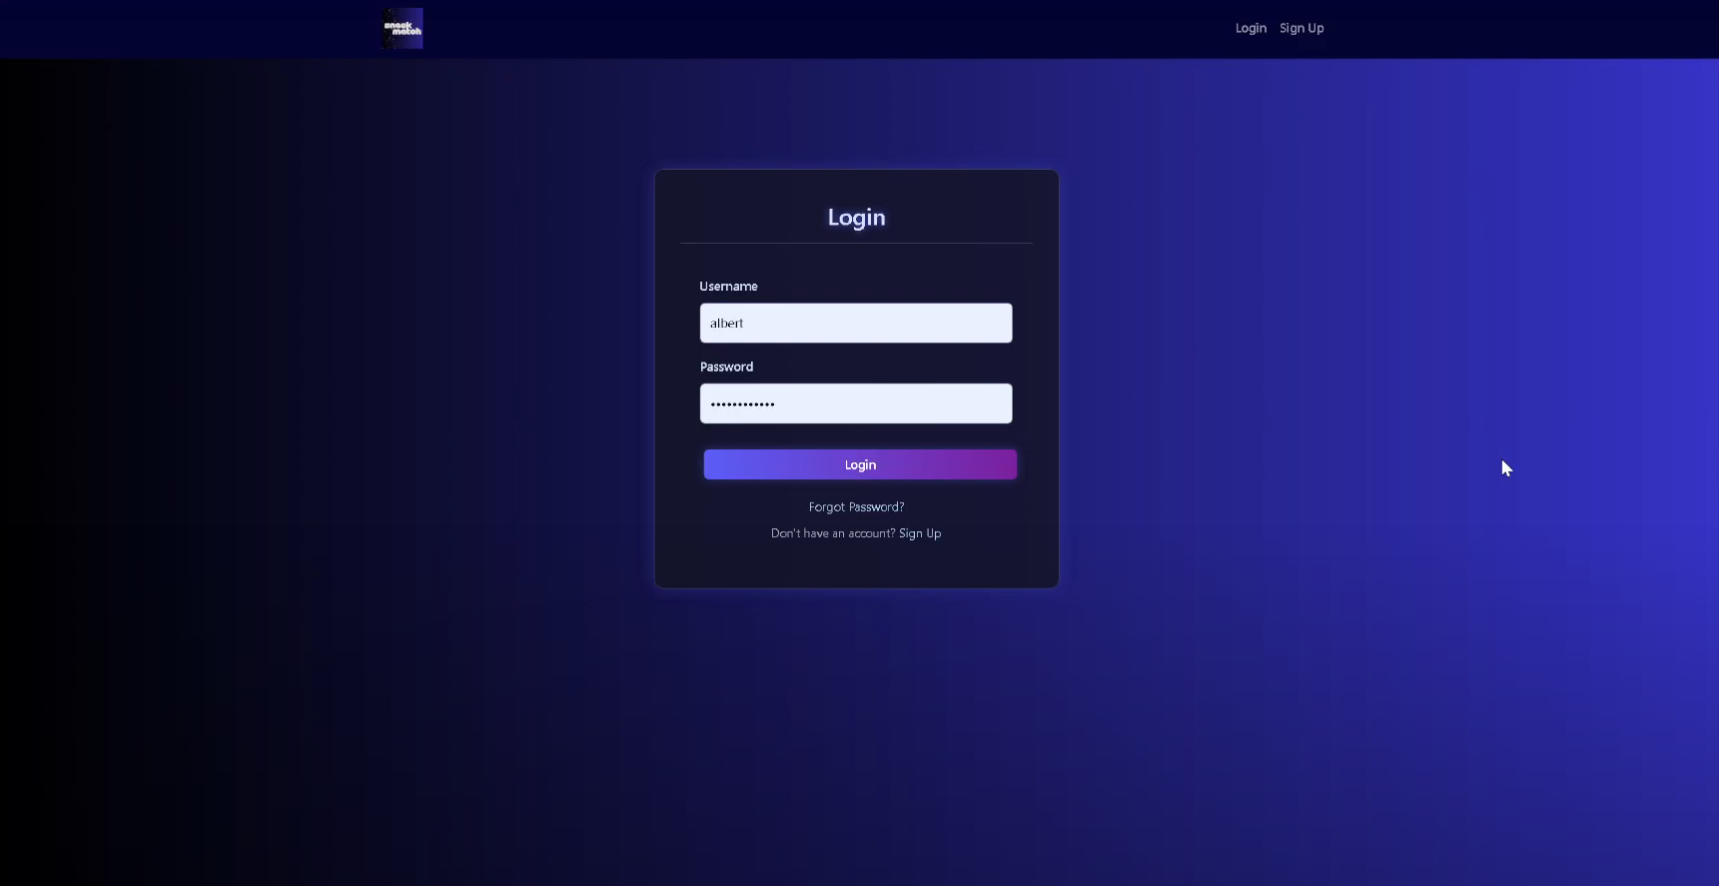 snack
match
Login
Sign Up
Login
Username
albert
Password
••••••••••••
Login
Forgot Password?
Don't have an account? Sign Up